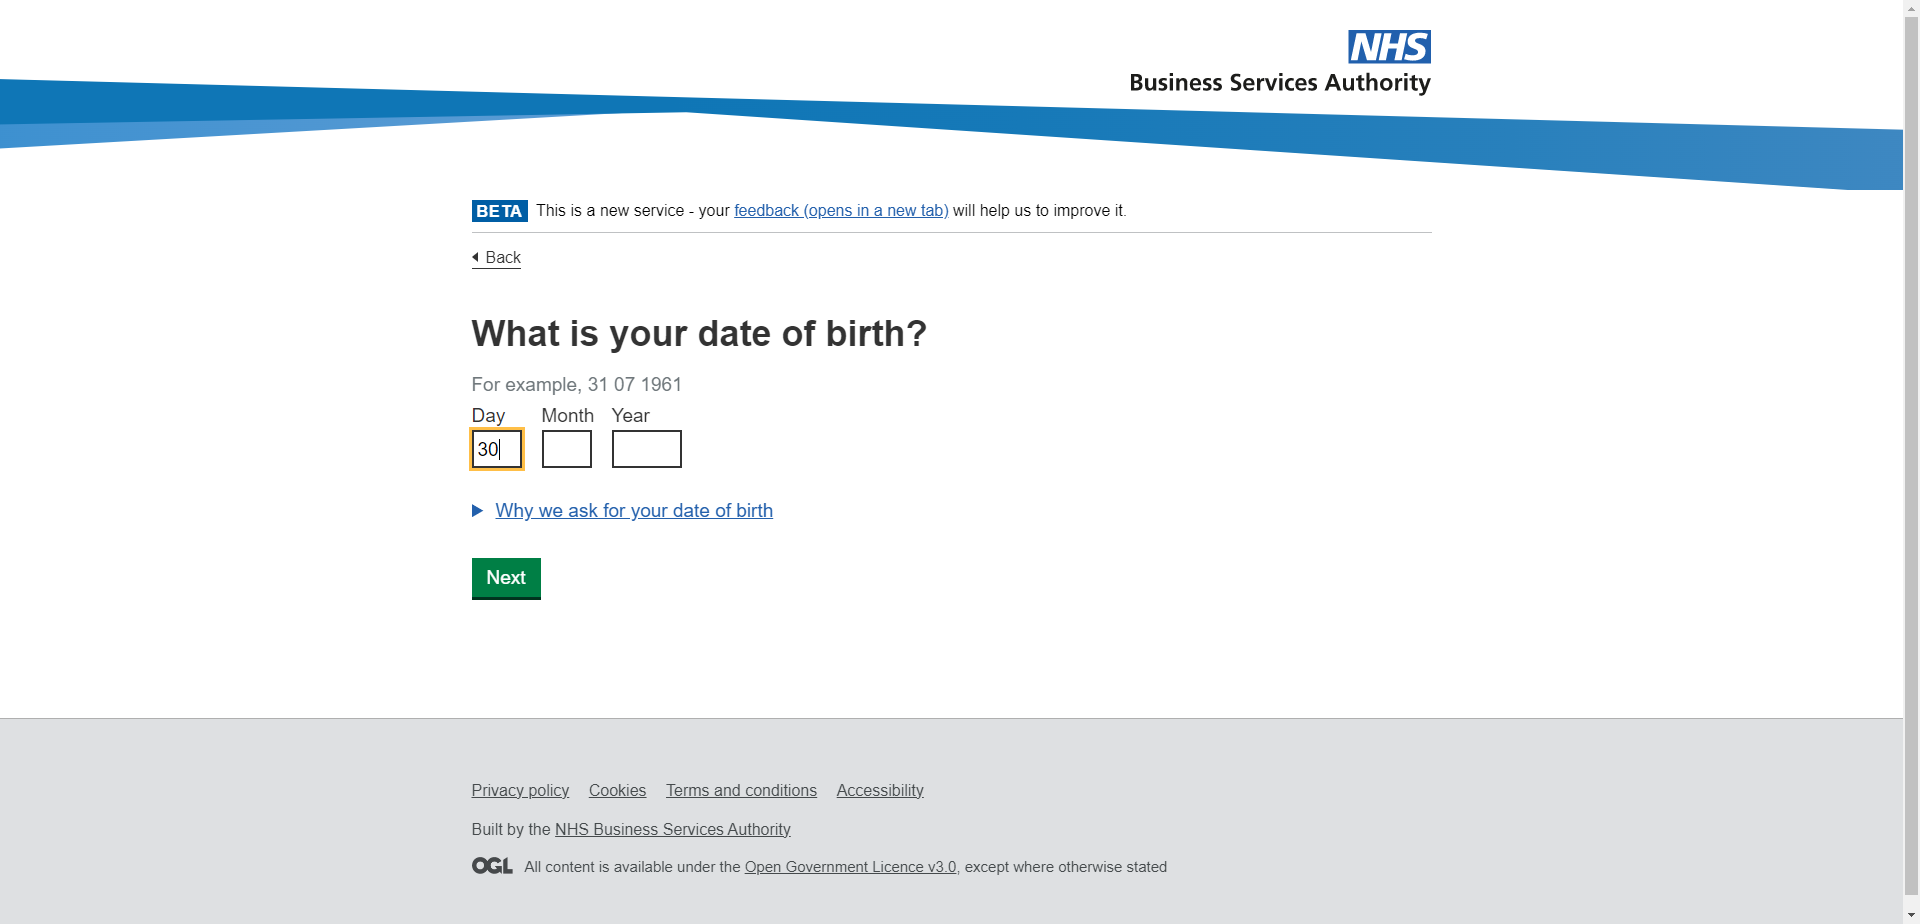 NHS
Business Services Authority
BETA This is a new service - your feedback (opens in a new tab) will help us to improve it.
Back
What is your date of birth?
For example, 31 07 1961
Day Month Year
30
Why we ask for your date of birth
Next
Privacy policy Cookies Terms and conditions Accessibility
Built by the NHS Business Services Authority
OGL All content is available under the Open Government Licence v3.0, except where otherwise stated